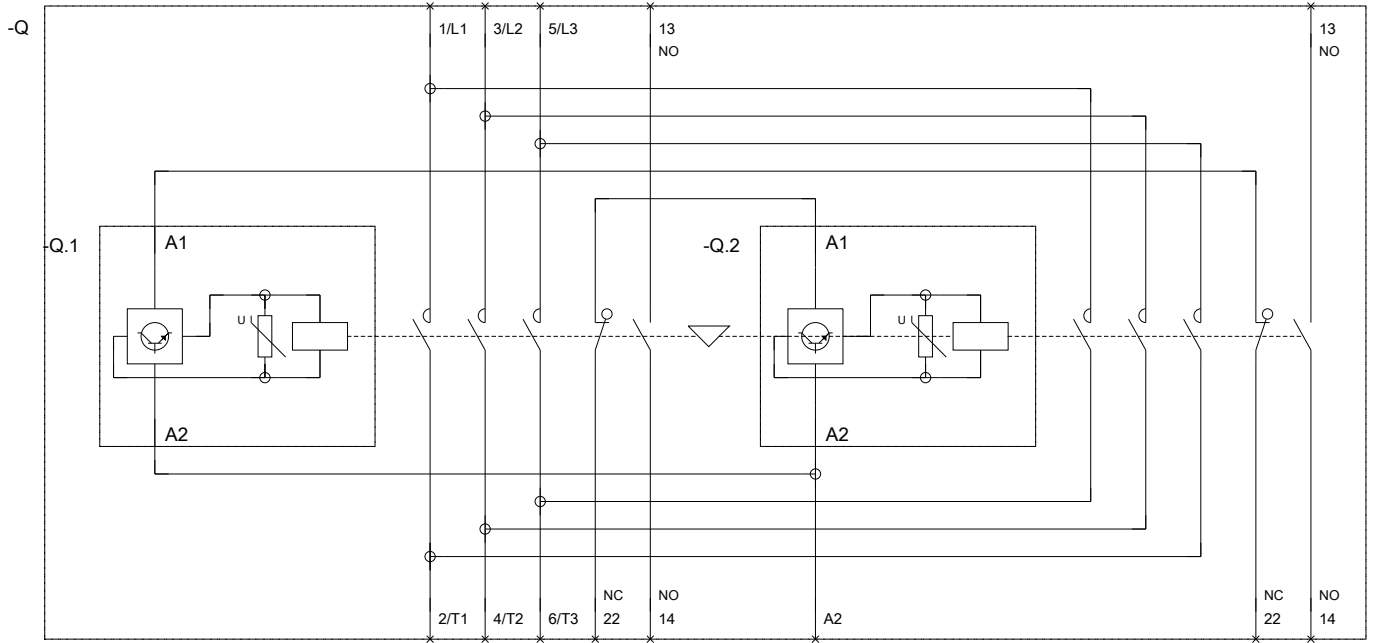 -Q
1/L1
3/L2
5/L3
13
NO
13
NO
-Q.1
A1
U
A2
-Q.2
A1
U
A2
2/T1
4/T2
6/T3
NC
22
NO
14
A2
NC
22
NO
14